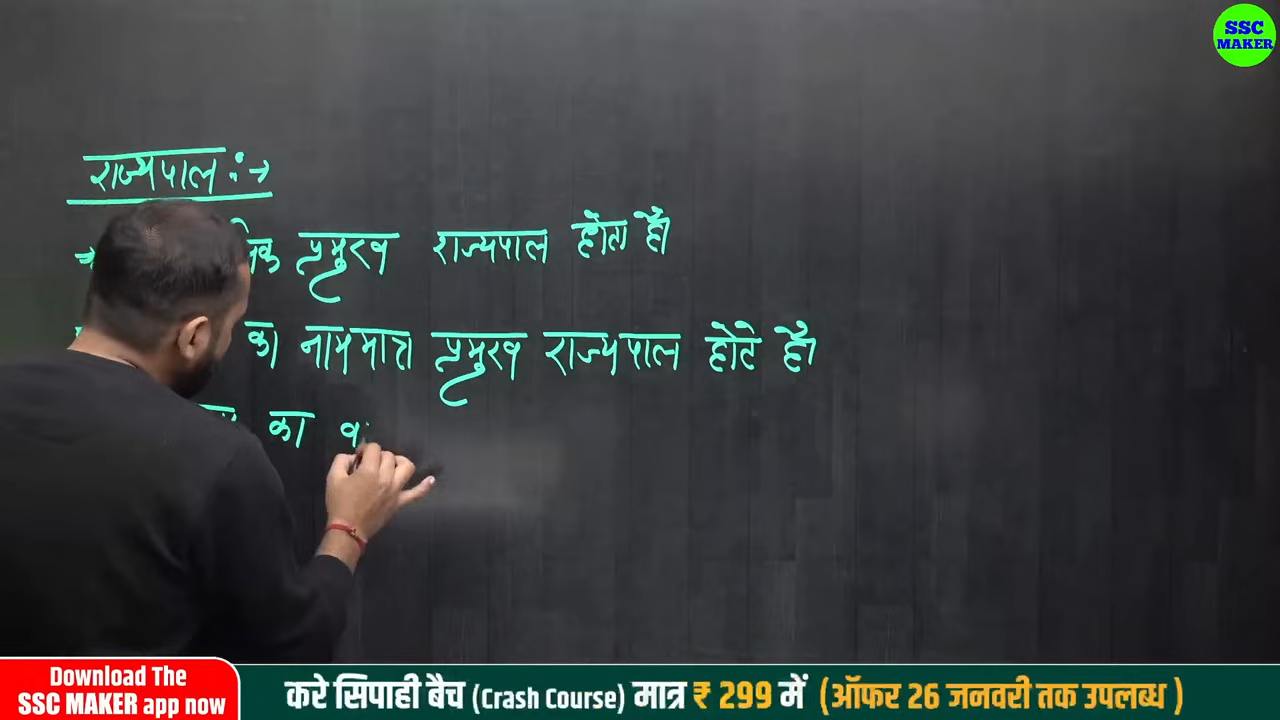 SSC
MAKER
राज्यपाल :→
→ प्रमुख राज्यपाल होता है।
का नाममात्र प्रमुख राज्यपाल होते है।
का
Download The
SSC MAKER app now
करे सिपाही बैच (Crash Course) मात्र ₹ 299 में (ऑफर 26 जनवरी तक उपलब्ध )